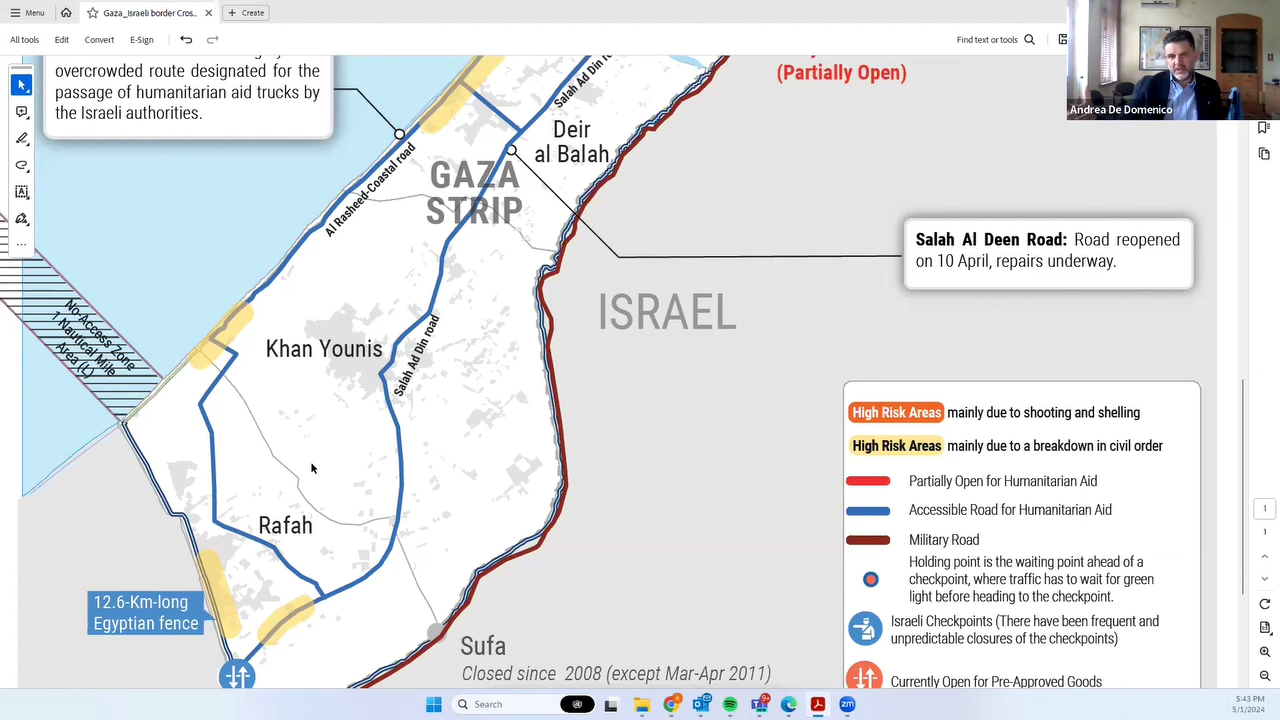 Menu
Gaza_Israeli border Cros..
Create
All tools
Edit
Convert
E-Sign
Find text or tools
overcrowded route designated for the
passage of humanitarian aid trucks by
the Israeli authorities.
(Partially Open)
Andrea De Domenico
Salah Ad Din ro
Deir
al Balah
Al Rasheed-Coastal road
GAZA
STRIP
Salah Al Deen Road: Road reopened
on 10 April, repairs underway.
No-Access Zone
1 Nautical Mile
Area (L)
ISRAEL
Khan Younis
Salah Ad Din road
High Risk Areas mainly due to shooting and shelling
High Risk Areas mainly due to a breakdown in civil order
Partially Open for Humanitarian Aid
Accessible Road for Humanitarian Aid
Military Road
Holding point is the waiting point ahead of a
checkpoint, where traffic has to wait for green
light before heading to the checkpoint.
Israeli Checkpoints (There have been frequent and
unpredictable closures of the checkpoints)
Currently Open for Pre-Approved Goods
Rafah
12.6-Km-long
Egyptian fence
Sufa
Closed since 2008 (except Mar-Apr 2011)
1
1
Search
9+
zm
5:43 PM
5/1/2024